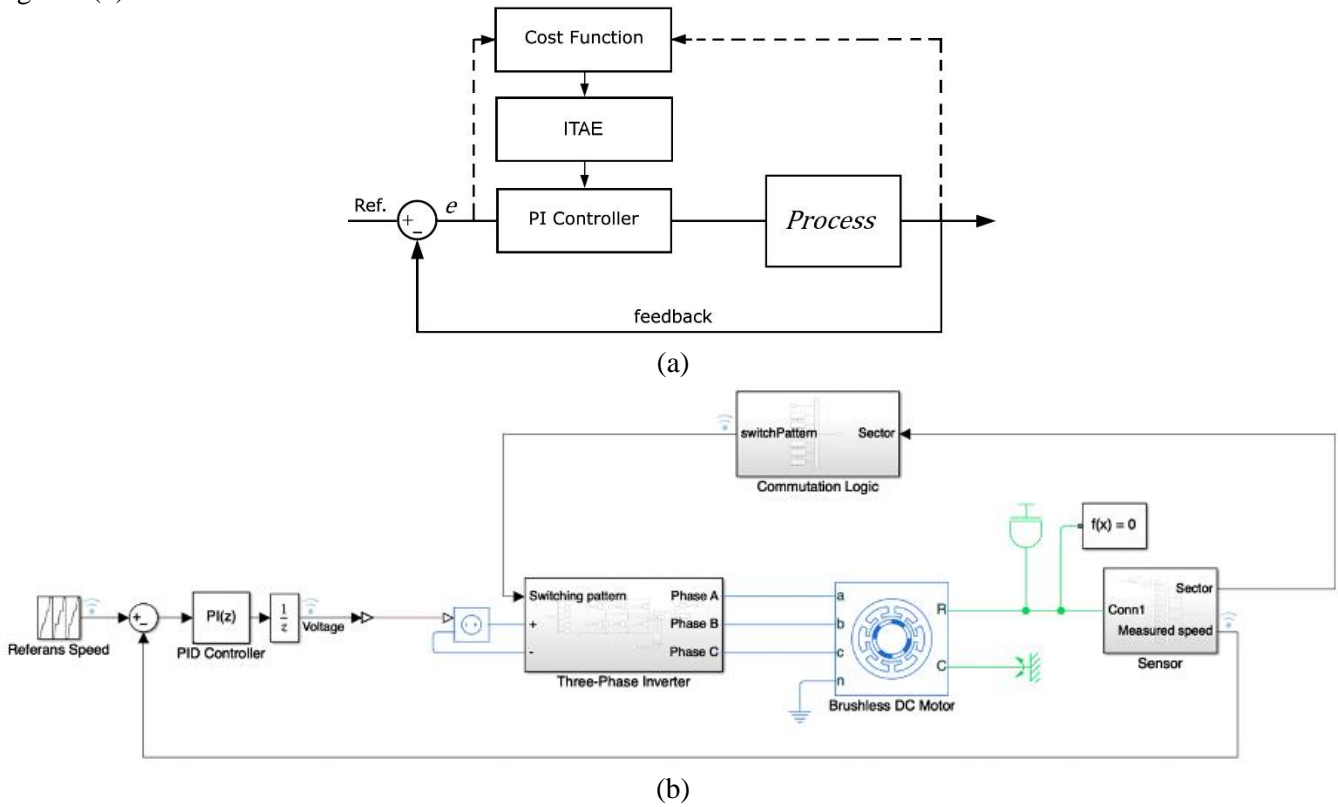 Cost Function
ITAE
Ref.
+
−
e
PI Controller
Process
feedback
(a)
switchPattern
Sector
Commutation Logic
f(x) = 0
Referans Speed
+
−
PI(z)
PID Controller
1
z
Voltage
+
-
Switching pattern
Phase A
Phase B
Phase C
Three-Phase Inverter
a
b
c
n
R
C
Brushless DC Motor
Conn1
Sector
Measured speed
Sensor
(b)